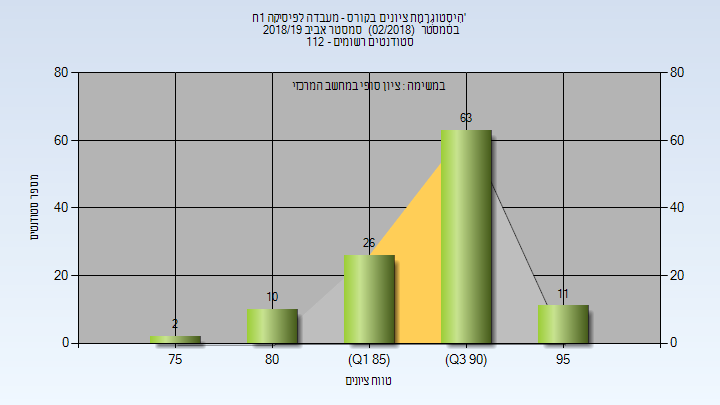 היסטוגרמת ציונים בקורס - מעבדה לפיסיקה 1ח'
בסמסטר (02/2018) סמסטר אביב 2018/19
סטודנטים רשומים - 112
במשימה : ציון סופי במחשב המרכזי
80 80
60 60
40 40
20 20
0 0
2 10 26 63 11
75 80 (Q1 85) (Q3 90) 95
מספר סטודנטים
טווח ציונים